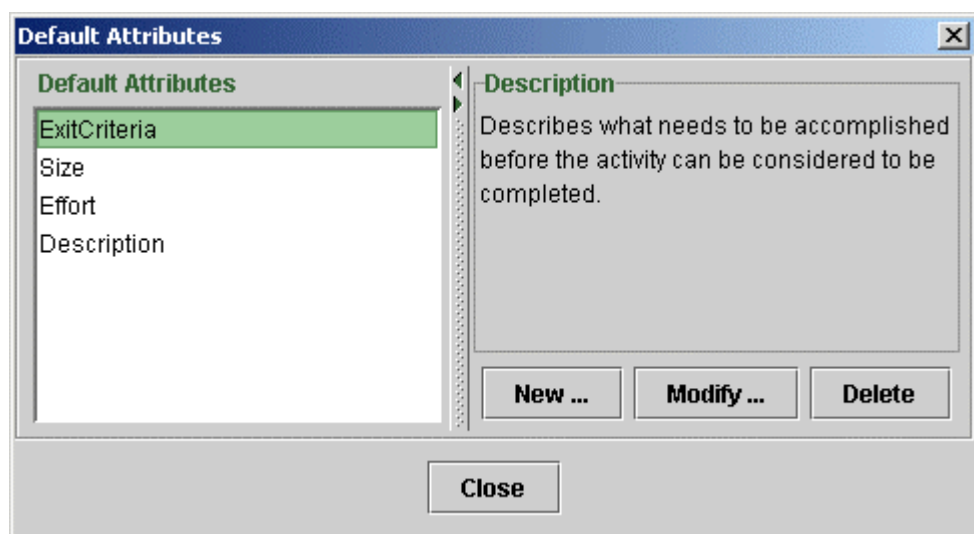 Default Attributes
Default Attributes
ExitCriteria
Size
Effort
Description
Description
Describes what needs to be accomplished
before the activity can be considered to be
completed.
New ... Modify ... Delete
Close